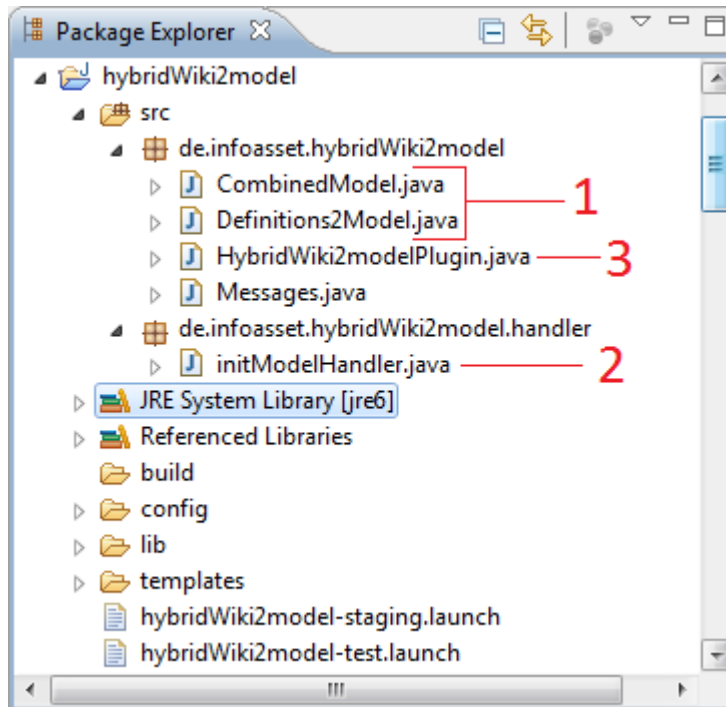 Package Explorer
hybridWiki2model
src
de.infoasset.hybridWiki2model
CombinedModel.java
1
Definitions2Model.java
HybridWiki2modelPlugin.java 3
Messages.java
de.infoasset.hybridWiki2model.handler
initModelHandler.java 2
JRE System Library [jre6]
Referenced Libraries
build
config
lib
templates
hybridWiki2model-staging.launch
hybridWiki2model-test.launch